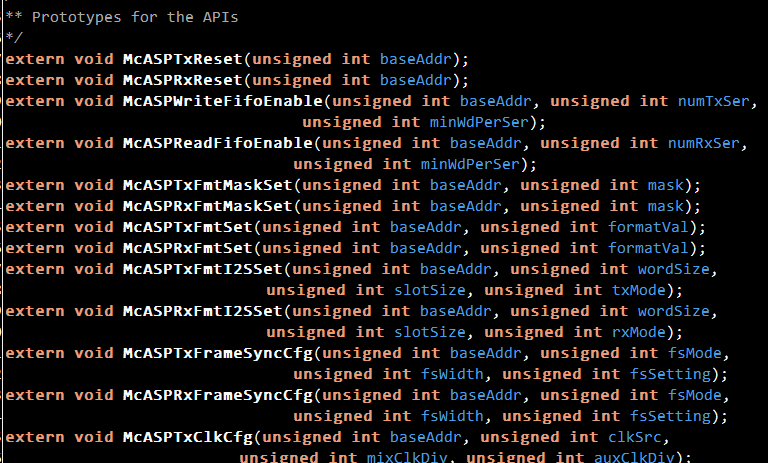 ** Prototypes for the APIs
*/
extern void McASPTxReset(unsigned int baseAddr);
extern void McASPRxReset(unsigned int baseAddr);
extern void McASPWriteFifoEnable(unsigned int baseAddr, unsigned int numTxSer,
unsigned int minWdPerSer);
extern void McASPReadFifoEnable(unsigned int baseAddr, unsigned int numRxSer,
unsigned int minWdPerSer);
extern void McASPTxFmtMaskSet(unsigned int baseAddr, unsigned int mask);
extern void McASPRxFmtMaskSet(unsigned int baseAddr, unsigned int mask);
extern void McASPTxFmtSet(unsigned int baseAddr, unsigned int formatVal);
extern void McASPRxFmtSet(unsigned int baseAddr, unsigned int formatVal);
extern void McASPTxFmtI2SSet(unsigned int baseAddr, unsigned int wordSize,
unsigned int slotSize, unsigned int txMode);
extern void McASPRxFmtI2SSet(unsigned int baseAddr, unsigned int wordSize,
unsigned int slotSize, unsigned int rxMode);
extern void McASPTxFrameSyncCfg(unsigned int baseAddr, unsigned int fsMode,
unsigned int fsWidth, unsigned int fsSetting);
extern void McASPRxFrameSyncCfg(unsigned int baseAddr, unsigned int fsMode,
unsigned int fsWidth, unsigned int fsSetting);
extern void McASPTxClkCfg(unsigned int baseAddr, unsigned int clkSrc,
unsigned int mixClkDiv, unsigned int auxClkDiv);